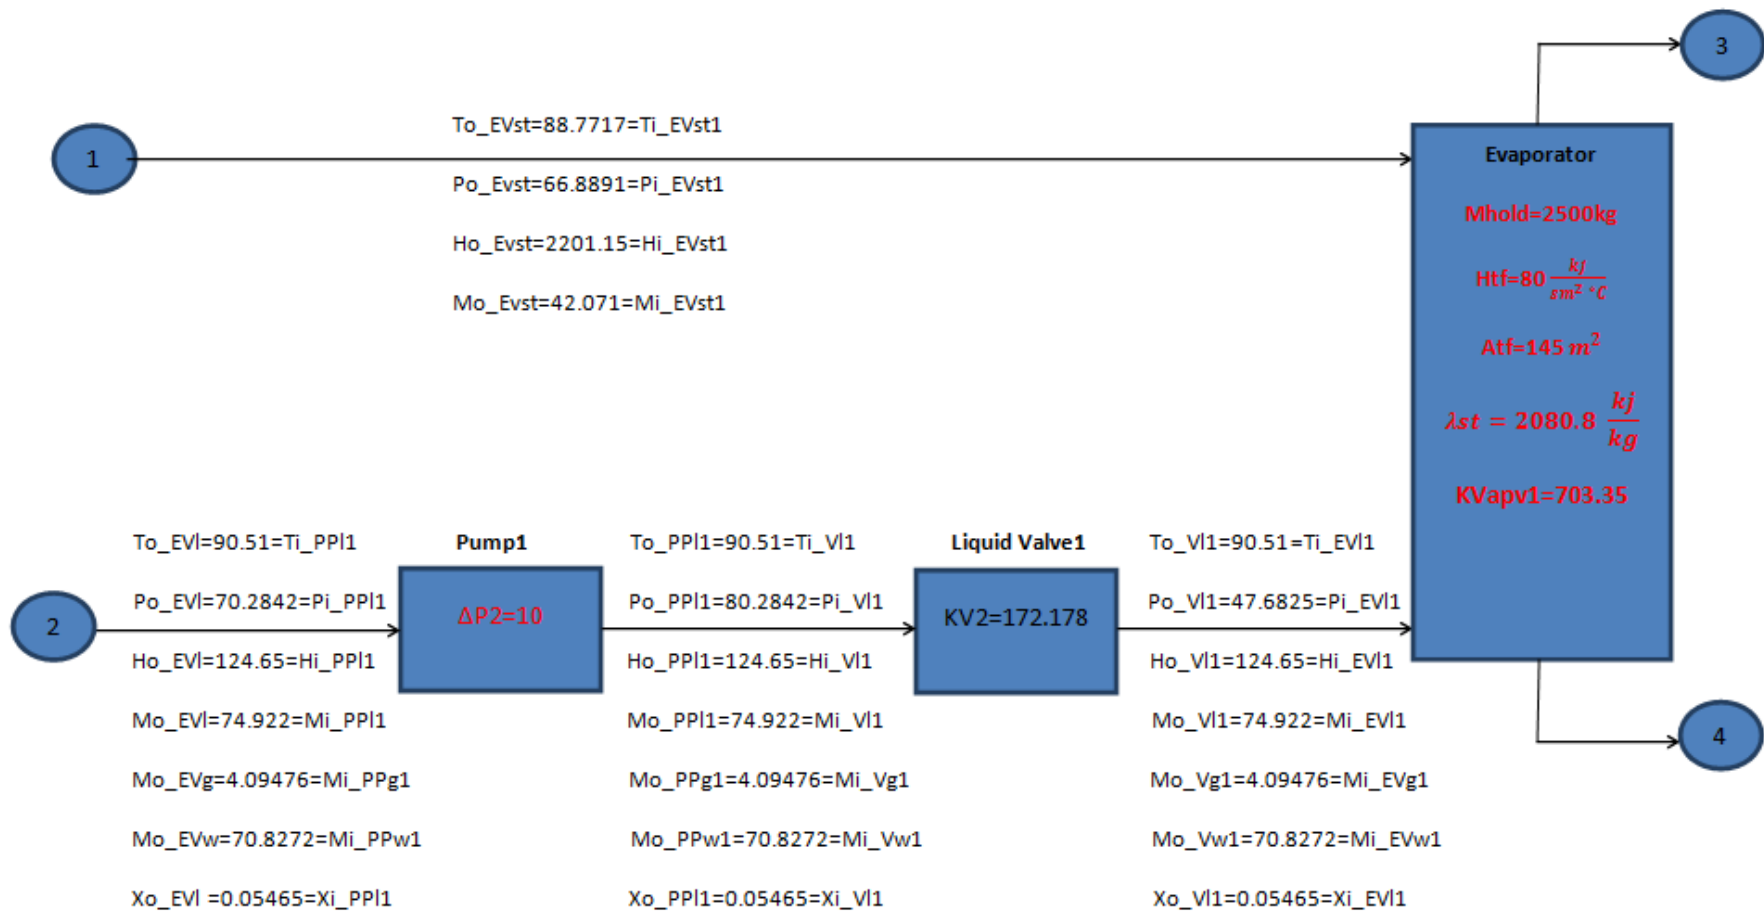 3
To_EVst=88.7717=Ti_EVst1
1
Po_Evst=66.8891=Pi_EVst1
Ho_Evst=2201.15=Hi_EVst1
Mo_Evst=42.071=Mi_EVst1
Evaporator
Mhold=2500kg
Htf=80 kj/sm² °C
Atf=145 m²
λst = 2080.8 kj/kg
KVapv1=703.35
To_EVl=90.51=Ti_PPl1
Pump1
To_PPl1=90.51=Ti_Vl1
Liquid Valve1
To_Vl1=90.51=Ti_EVl1
2
Po_EVl=70.2842=Pi_PPl1
ΔP2=10
Po_PPl1=80.2842=Pi_Vl1
KV2=172.178
Po_Vl1=47.6825=Pi_EVl1
Ho_EVl=124.65=Hi_PPl1
Ho_PPl1=124.65=Hi_Vl1
Ho_Vl1=124.65=Hi_EVl1
Mo_EVl=74.922=Mi_PPl1
Mo_PPl1=74.922=Mi_Vl1
Mo_Vl1=74.922=Mi_EVl1
4
Mo_EVg=4.09476=Mi_PPg1
Mo_PPg1=4.09476=Mi_Vg1
Mo_Vg1=4.09476=Mi_EVg1
Mo_EVw=70.8272=Mi_PPw1
Mo_PPw1=70.8272=Mi_Vw1
Mo_Vw1=70.8272=Mi_EVw1
Xo_EVl =0.05465=Xi_PPl1
Xo_PPl1=0.05465=Xi_Vl1
Xo_Vl1=0.05465=Xi_EVl1